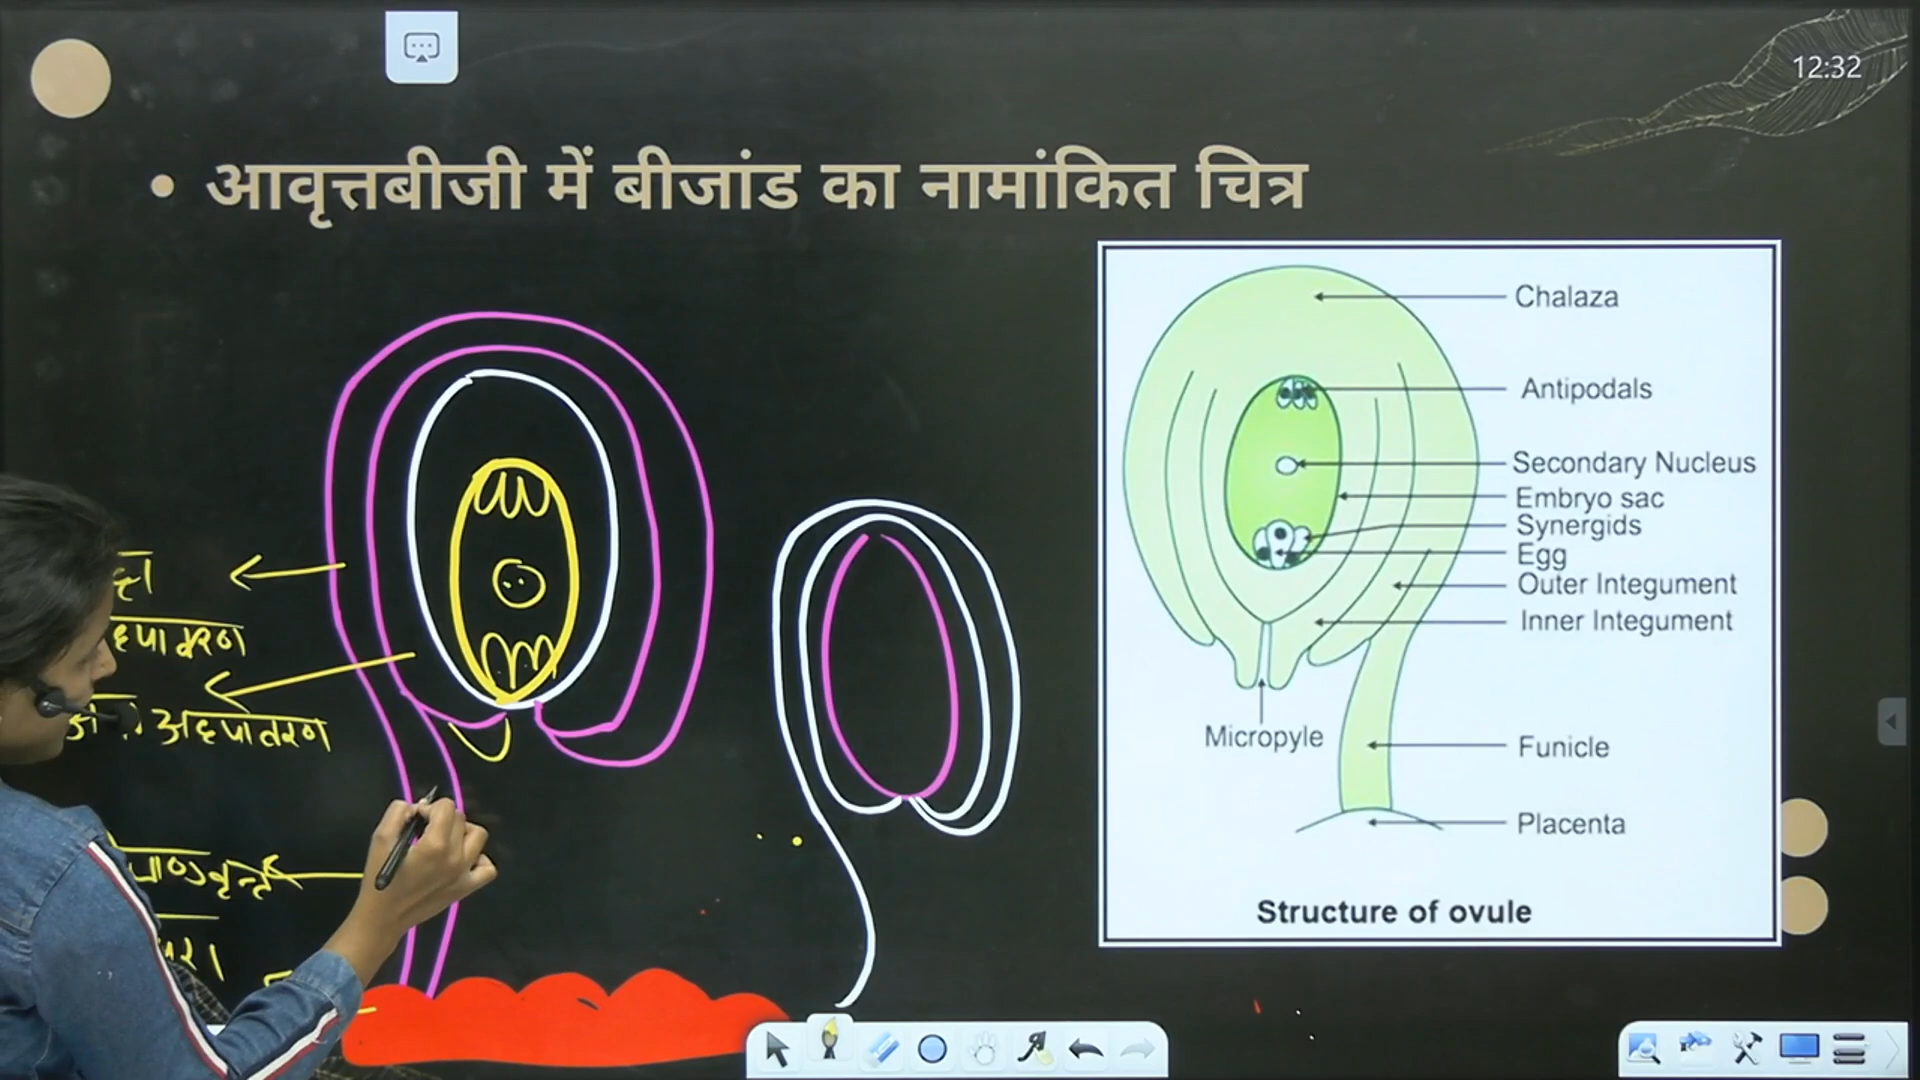 12:32
• आवृत्तबीजी में बीजांड का नामांकित चित्र
Chalaza
Antipodals
Secondary Nucleus
Embryo sac
Synergids
Egg
Outer Integument
Inner Integument
Micropyle
Funicle
Placenta
Structure of ovule